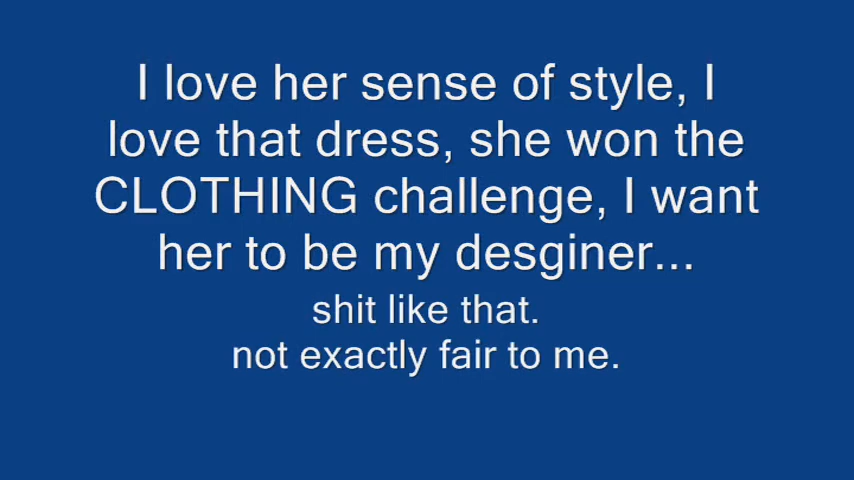 I love her sense of style, I
love that dress, she won the
CLOTHING challenge, I want
her to be my desginer...
shit like that.
not exactly fair to me.